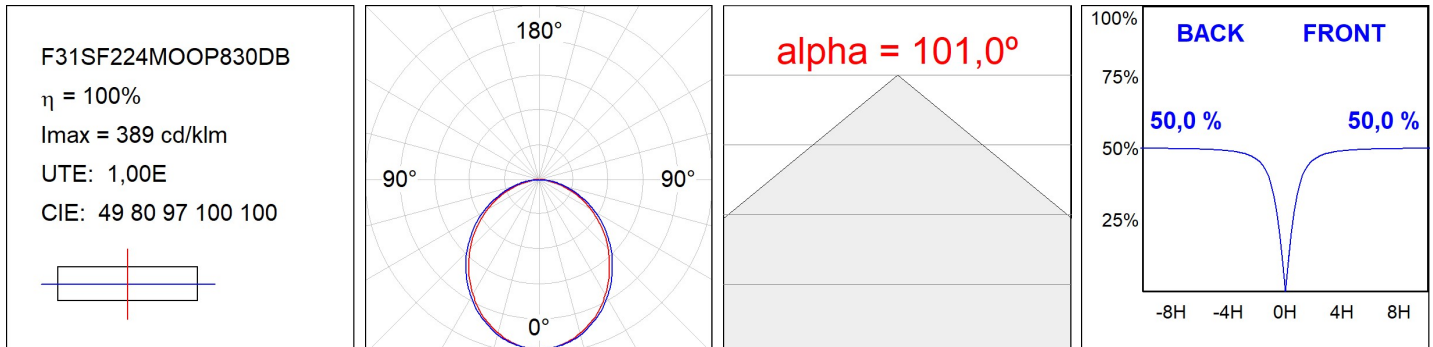 F31SF224MOOP830DB
η = 100%
Imax = 389 cd/klm
UTE: 1,00E
CIE: 49 80 97 100 100
180°
90°
90°
0°
alpha = 101,0º
100%
BACK
FRONT
75%
50,0 %
50,0 %
50%
25%
-8H
-4H
0H
4H
8H